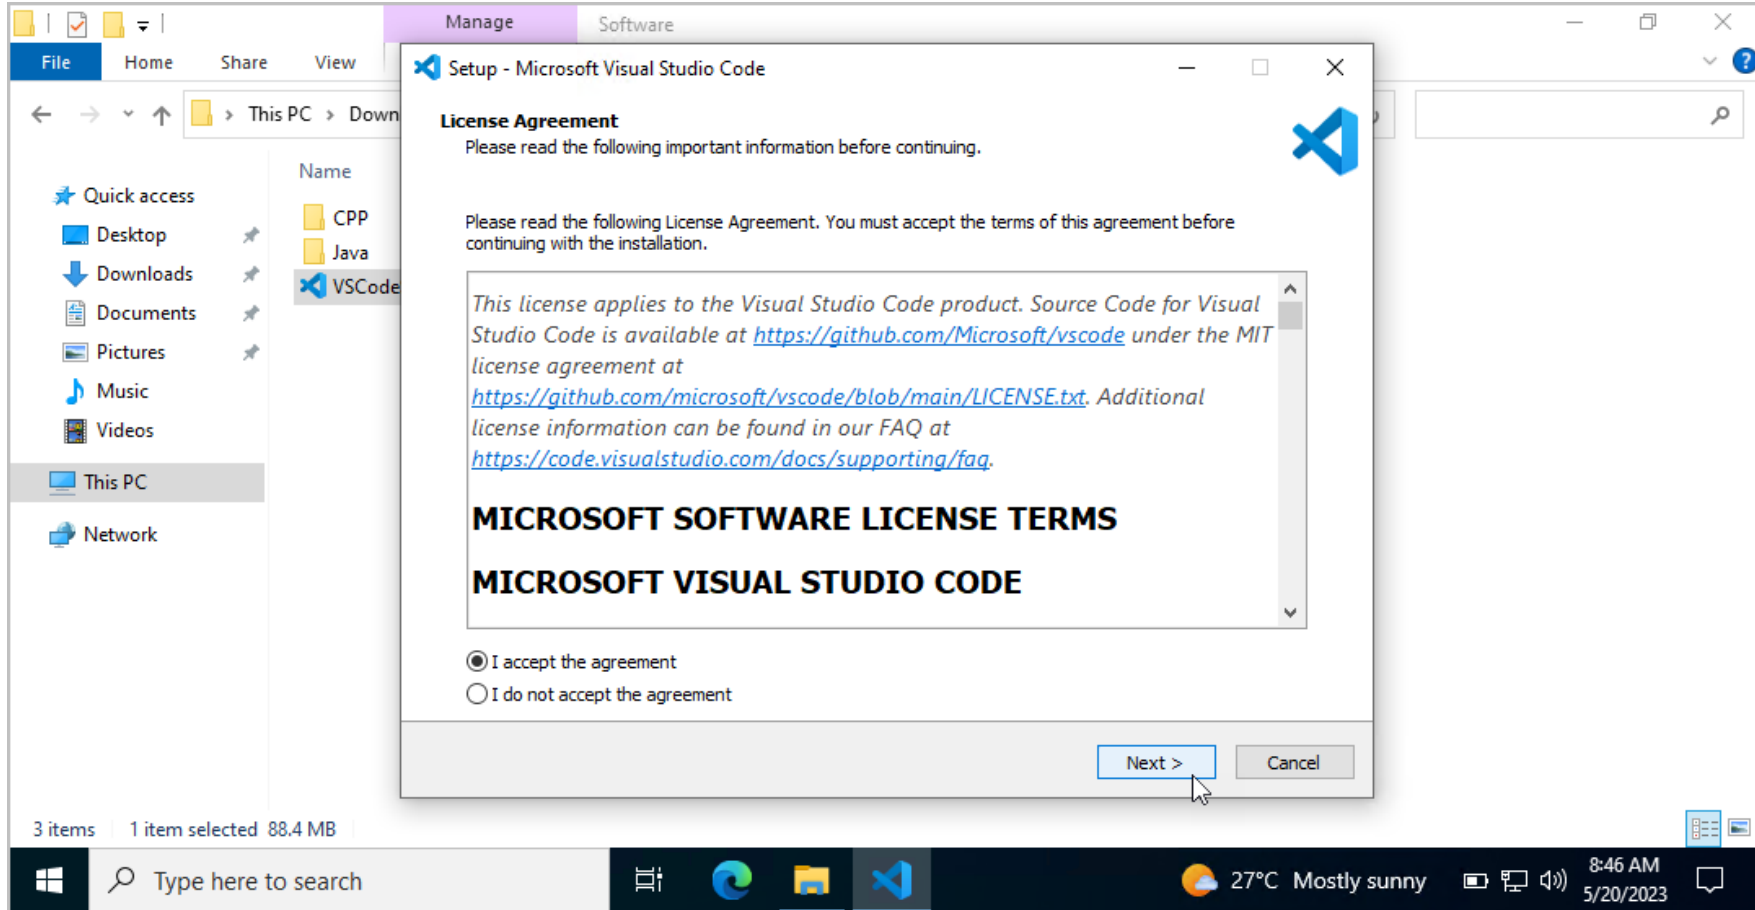 Manage
Software
File
Home
Share
View
This PC
Down
Quick access
Desktop
Downloads
Documents
Pictures
Music
Videos
This PC
Network
Name
CPP
Java
VSCode
Setup - Microsoft Visual Studio Code
License Agreement
Please read the following important information before continuing.
Please read the following License Agreement. You must accept the terms of this agreement before
continuing with the installation.
This license applies to the Visual Studio Code product. Source Code for Visual
Studio Code is available at https://github.com/Microsoft/vscode under the MIT
license agreement at
https://github.com/microsoft/vscode/blob/main/LICENSE.txt. Additional
license information can be found in our FAQ at
https://code.visualstudio.com/docs/supporting/faq.
MICROSOFT SOFTWARE LICENSE TERMS
MICROSOFT VISUAL STUDIO CODE
I accept the agreement
I do not accept the agreement
Next >
Cancel
3 items
1 item selected 88.4 MB
Type here to search
27°C Mostly sunny
8:46 AM
5/20/2023